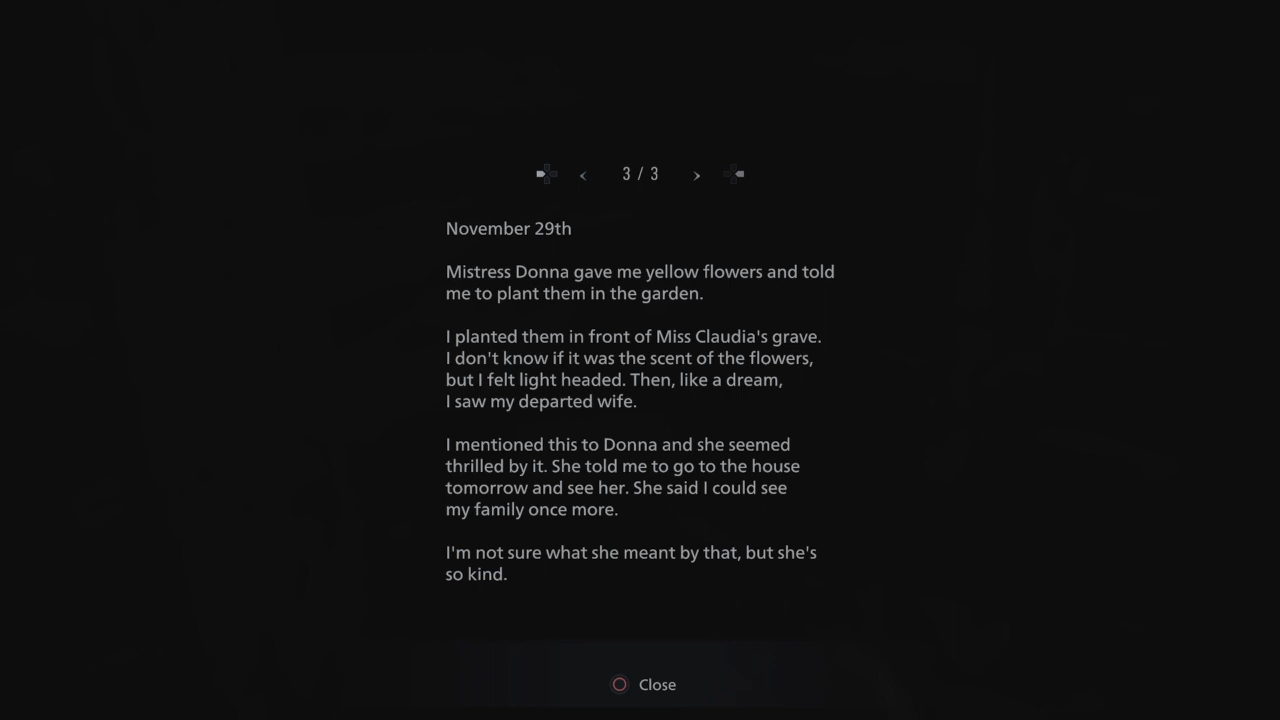 < 3 / 3 >
November 29th
Mistress Donna gave me yellow flowers and told
me to plant them in the garden.
I planted them in front of Miss Claudia's grave.
I don't know if it was the scent of the flowers,
but I felt light headed. Then, like a dream,
I saw my departed wife.
I mentioned this to Donna and she seemed
thrilled by it. She told me to go to the house
tomorrow and see her. She said I could see
my family once more.
I'm not sure what she meant by that, but she's
so kind.
Close